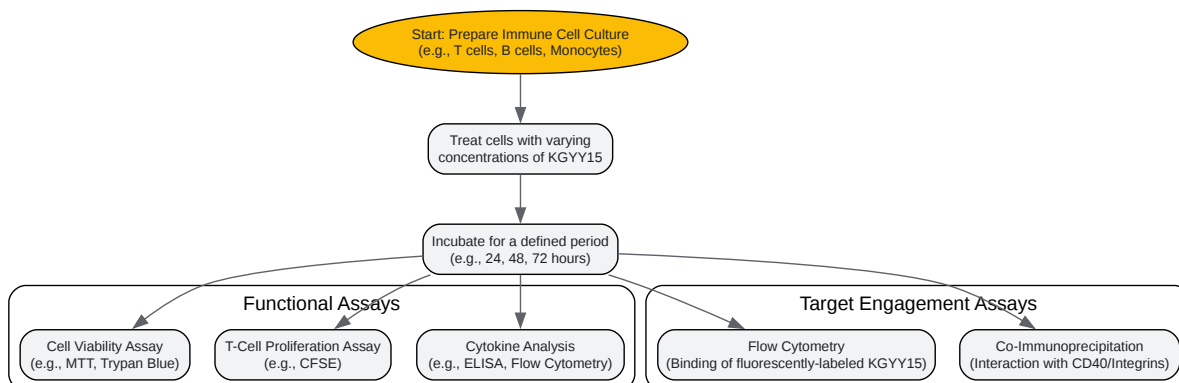 Start: Prepare Immune Cell Culture
(e.g., T cells, B cells, Monocytes)
Treat cells with varying
concentrations of KGYY15
Incubate for a defined period
(e.g., 24, 48, 72 hours)
Functional Assays
Target Engagement Assays
Cell Viability Assay
(e.g., MTT, Trypan Blue)
T-Cell Proliferation Assay
(e.g., CFSE)
Cytokine Analysis
(e.g., ELISA, Flow Cytometry)
Flow Cytometry
(Binding of fluorescently-labeled KGYY15)
Co-Immunoprecipitation
(Interaction with CD40/Integrins)